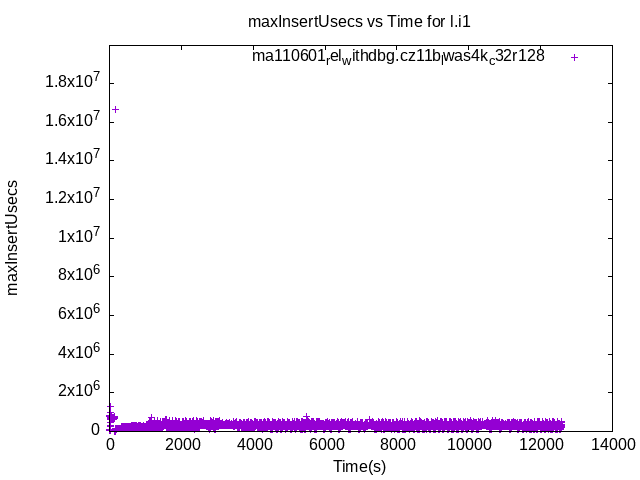 maxInsertUsecs vs Time for l.i1
ma110601_rel_withdbg.cz11b_lwas4k_c32r128
1.8x10^7
1.6x10^7
1.4x10^7
1.2x10^7
1x10^7
8x10^6
6x10^6
4x10^6
2x10^6
0
maxInsertUsecs
0 2000 4000 6000 8000 10000 12000 14000
Time(s)